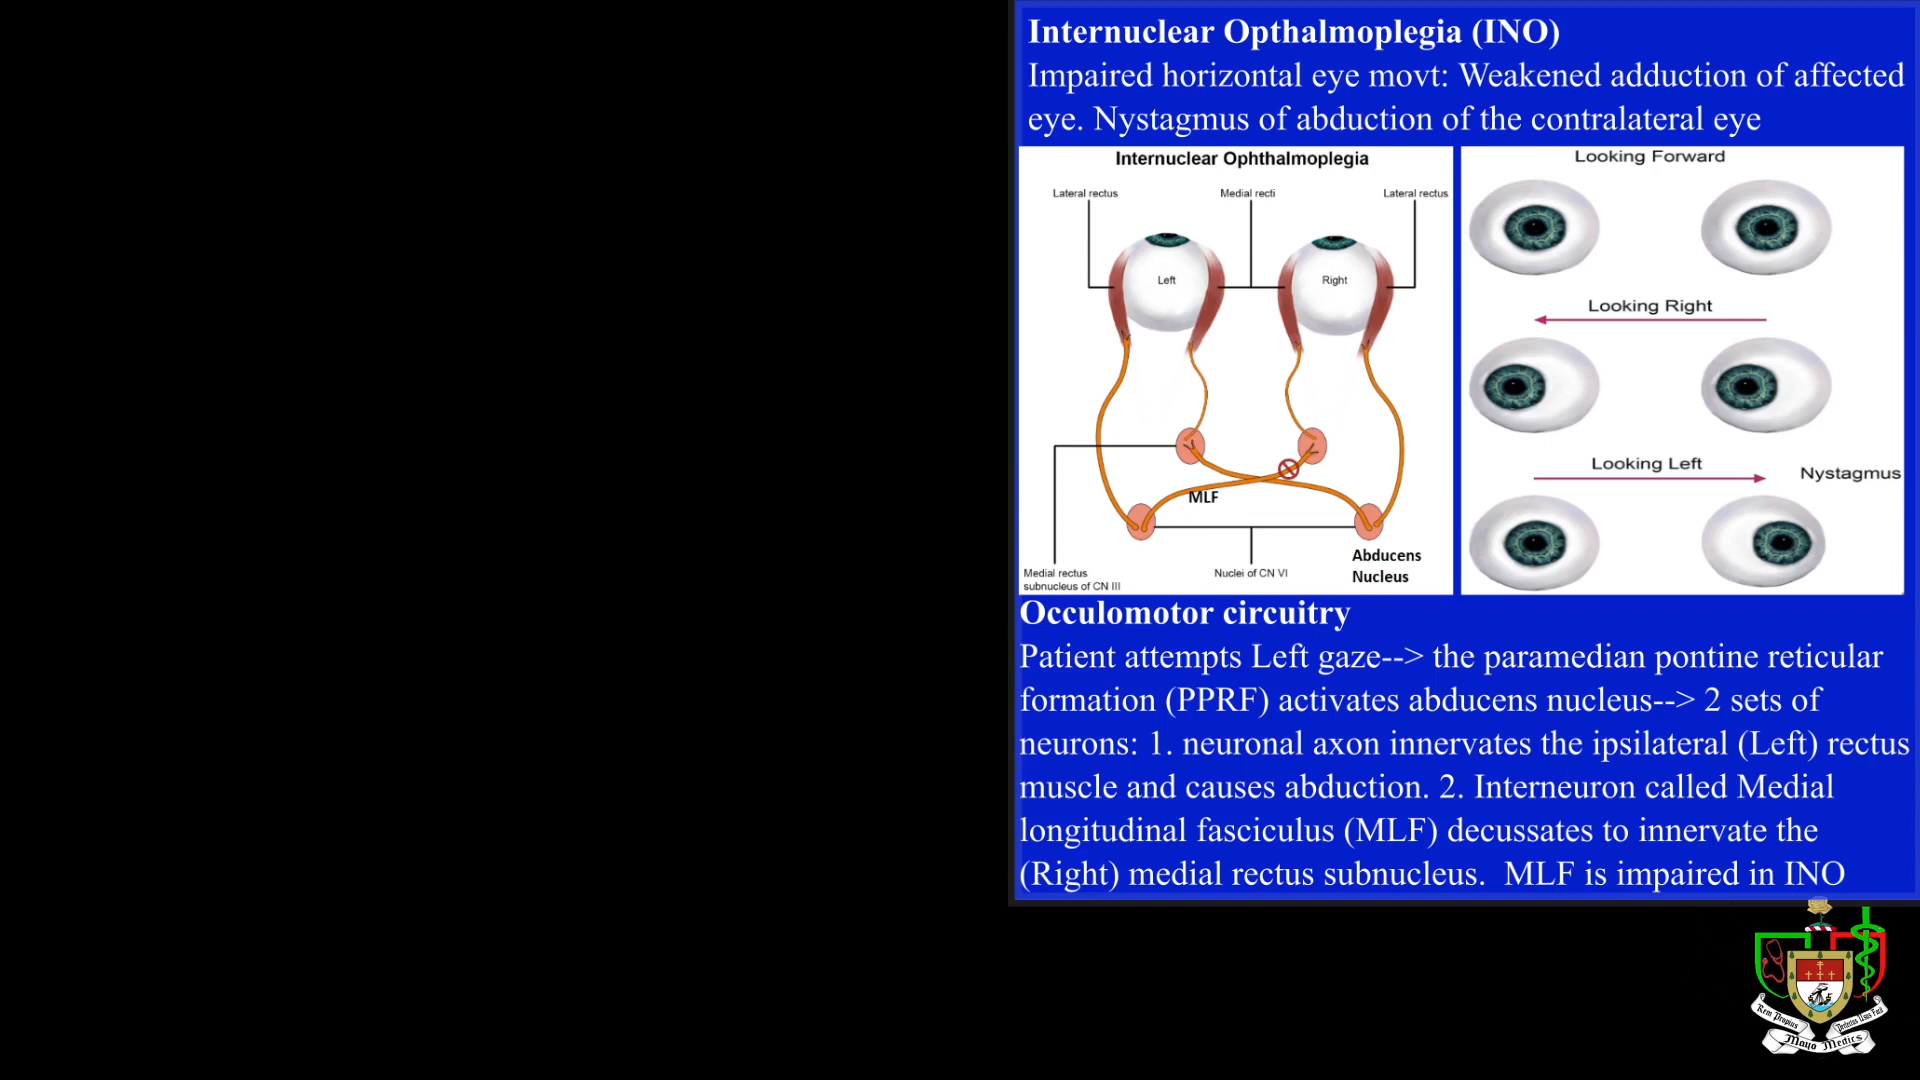 Internuclear Opthalmoplegia (INO)
Impaired horizontal eye movt: Weakened adduction of affected
eye. Nystagmus of abduction of the contralateral eye
Internuclear Ophthalmoplegia
Lateral rectus
Medial recti
Lateral rectus
Left
Right
MLF
Medial rectus
subnucleus of CN III
Nuclei of CN VI
Abducens
Nucleus
Looking Forward
Looking Right
Looking Left
Nystagmus
Occulomotor circuitry
Patient attempts Left gaze--> the paramedian pontine reticular
formation (PPRF) activates abducens nucleus--> 2 sets of
neurons: 1. neuronal axon innervates the ipsilateral (Left) rectus
muscle and causes abduction. 2. Interneuron called Medial
longitudinal fasciculus (MLF) decussates to innervate the
(Right) medial rectus subnucleus.  MLF is impaired in INO
Mayo Medics